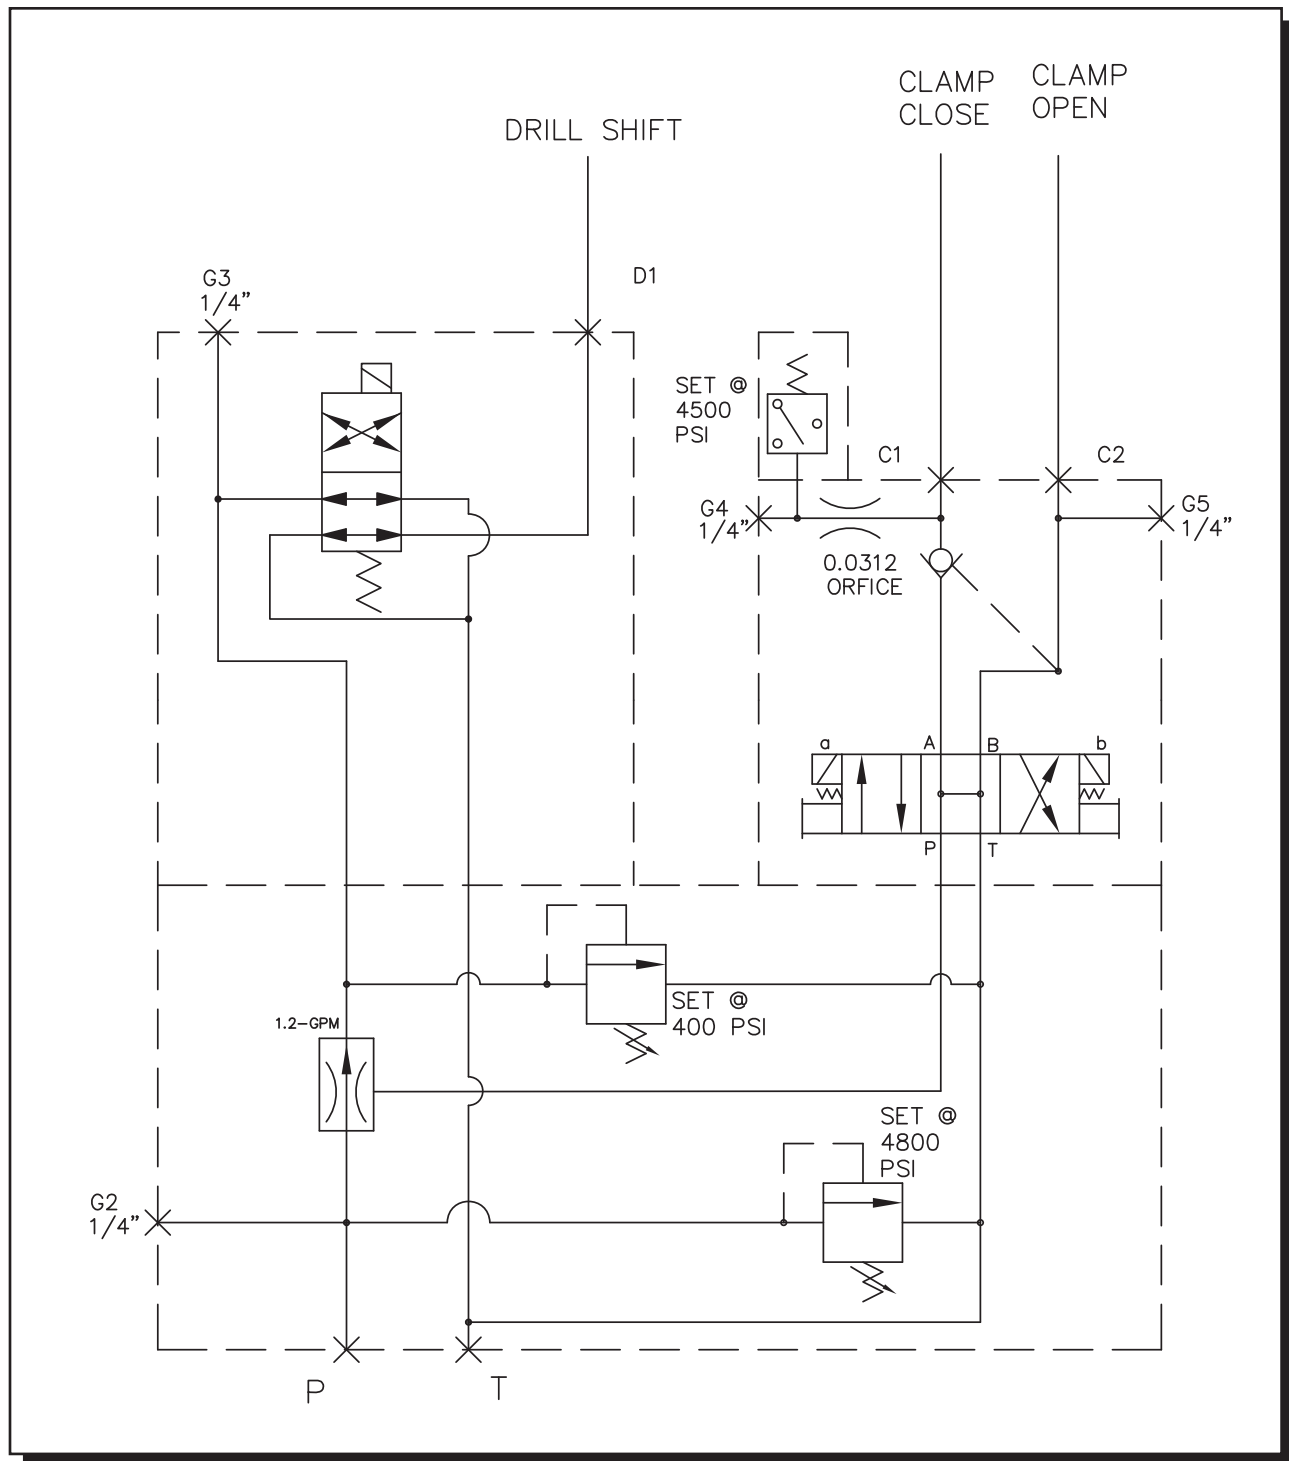 CLAMP
CLOSE
CLAMP
OPEN
DRILL SHIFT
G3
1/4"
D1
SET @
4500
PSI
C1
C2
G4
1/4"
G5
1/4"
0.0312
ORFICE
a
A
B
b
P
T
SET @
400 PSI
1.2-GPM
SET @
4800
PSI
G2
1/4"
P
T